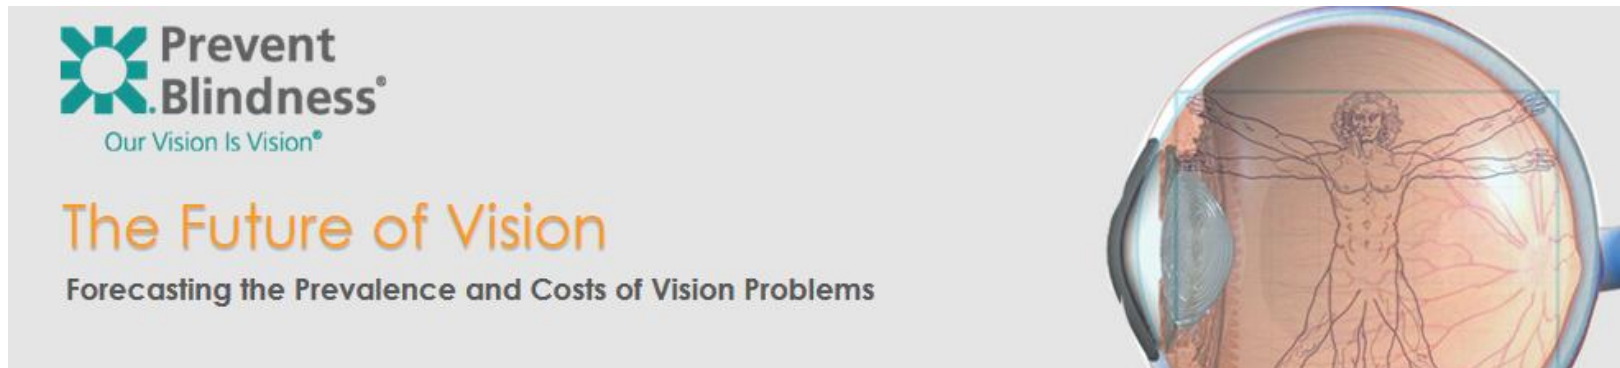 Prevent
Blindness®
Our Vision Is Vision®
The Future of Vision
Forecasting the Prevalence and Costs of Vision Problems